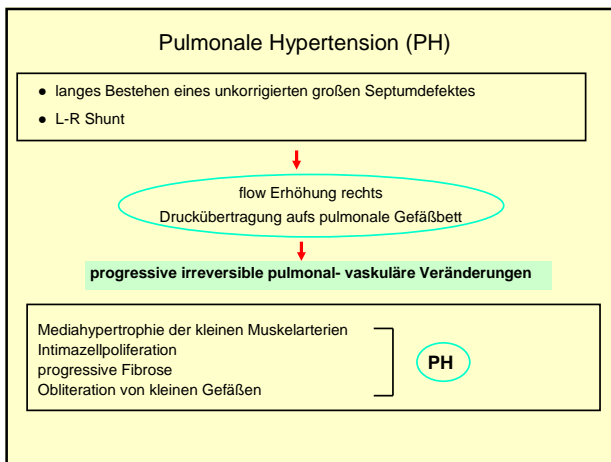 Pulmonale Hypertension (PH)
● langes Bestehen eines unkorrigierten großen Septumdefektes
● L-R Shunt
flow Erhöhung rechts
Druckübertragung aufs pulmonale Gefäßbett
progressive irreversible pulmonal- vaskuläre Veränderungen
Mediahypertrophie der kleinen Muskelarterien
Intimazellpoliferation
progressive Fibrose
Obliteration von kleinen Gefäßen
PH